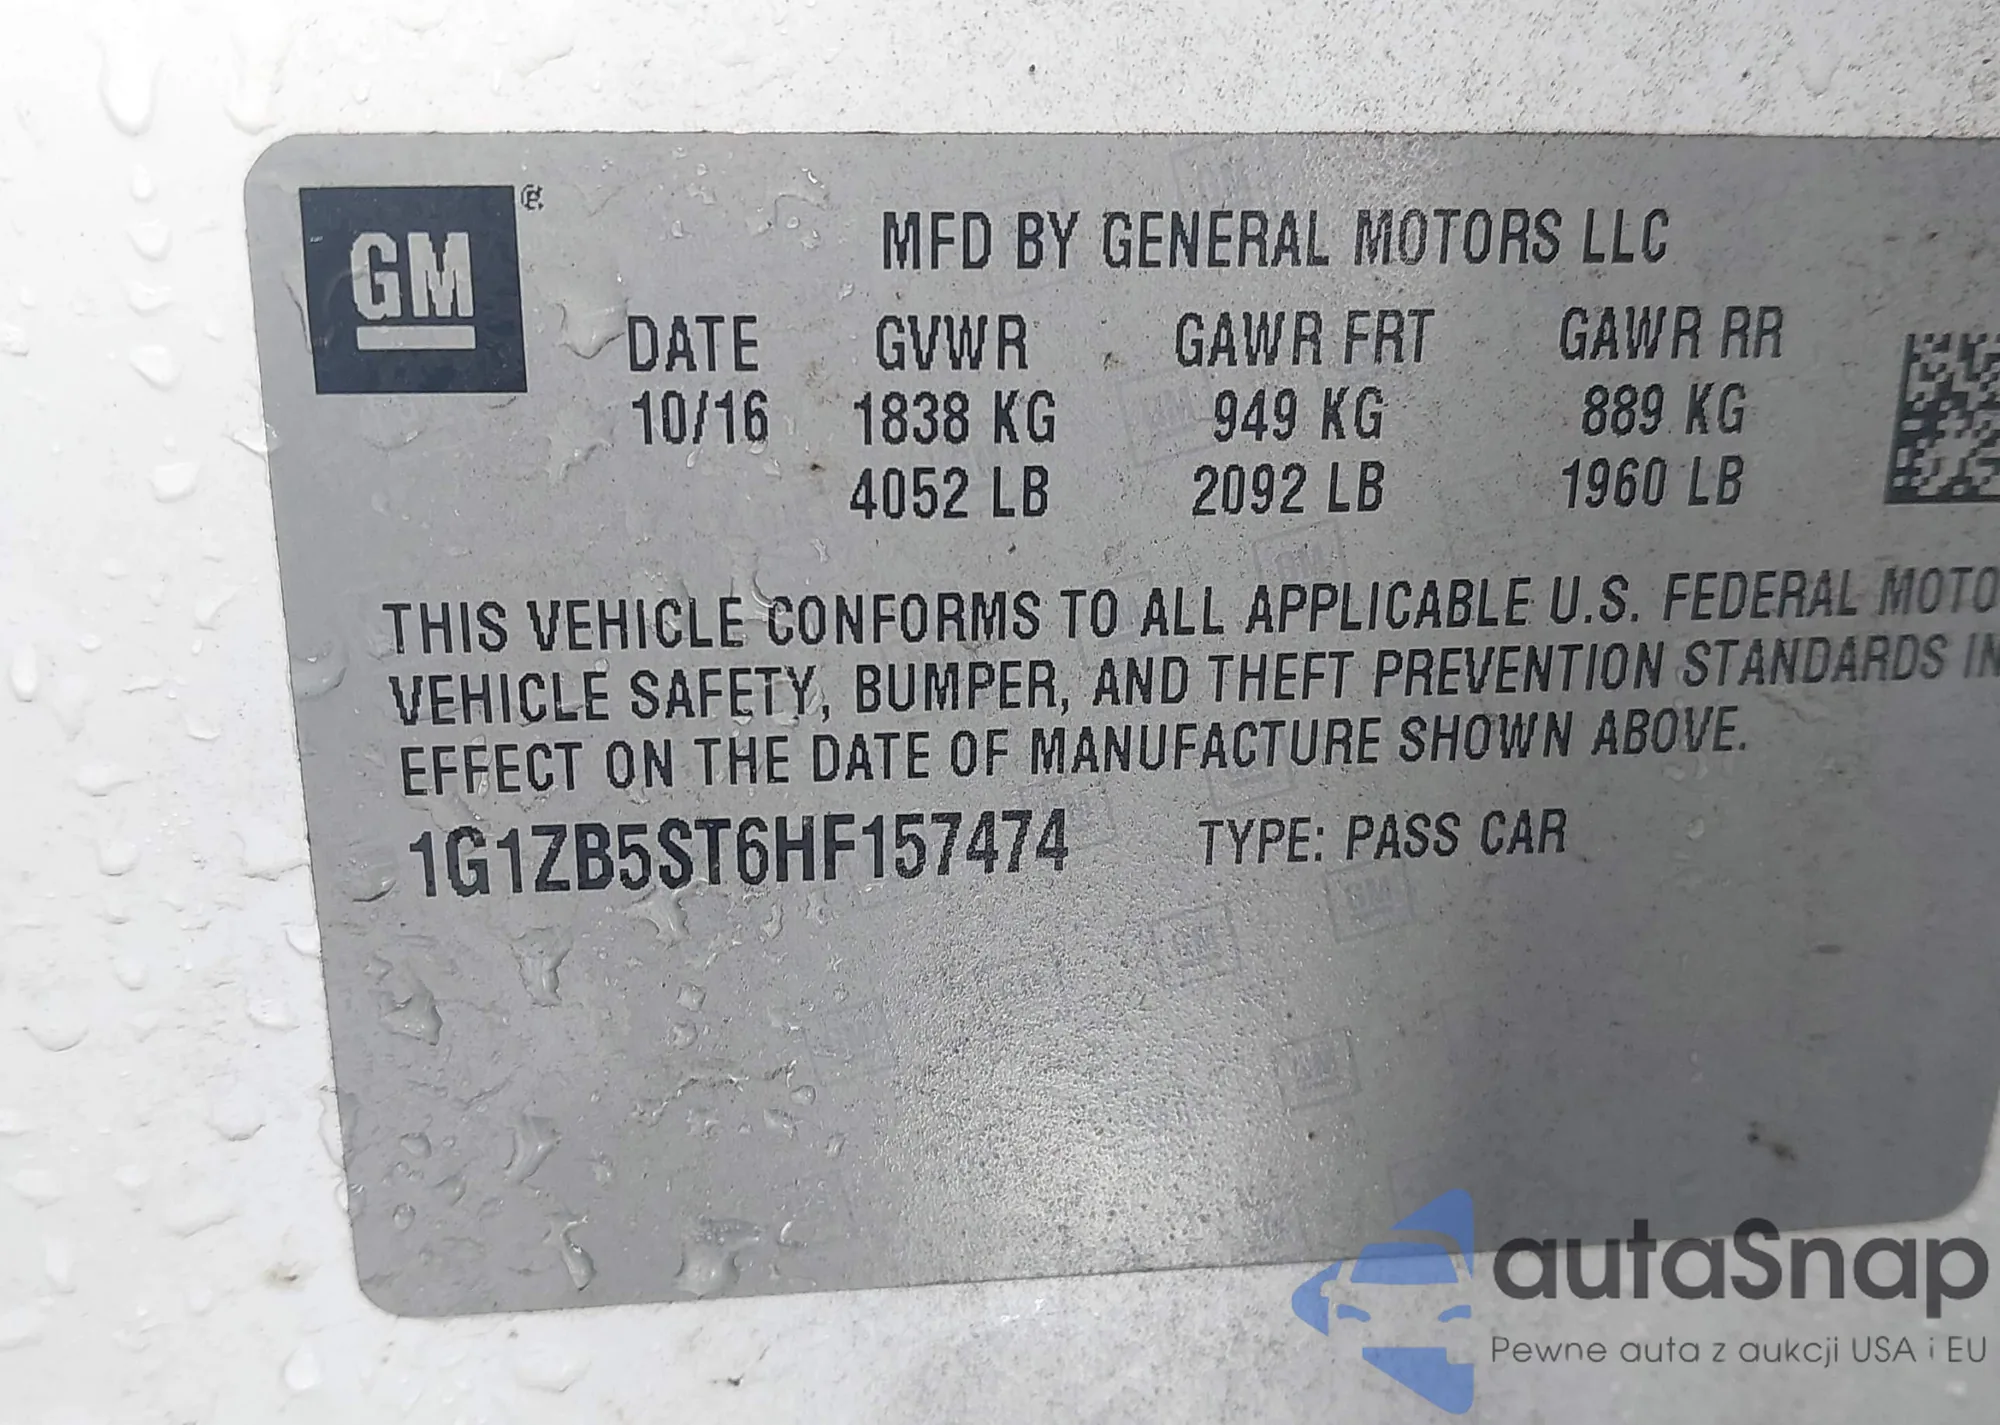 GM
MFD BY GENERAL MOTORS LLC
DATE GVWR GAWR FRT GAWR RR
10/16 1838 KG 949 KG 889 KG
4052 LB 2092 LB 1960 LB
THIS VEHICLE CONFORMS TO ALL APPLICABLE U.S. FEDERAL MOTO
VEHICLE SAFETY, BUMPER, AND THEFT PREVENTION STANDARDS IN
EFFECT ON THE DATE OF MANUFACTURE SHOWN ABOVE.
1G1ZB5ST6HF157474 TYPE: PASS CAR
autaSnap
Pewne auta z aukcji USA i EU